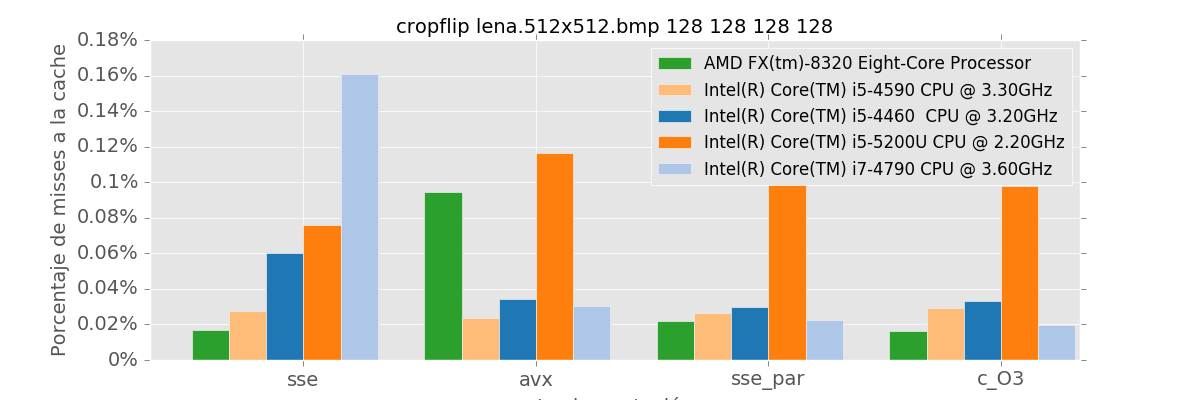 cropflip lena.512x512.bmp 128 128 128 128
Porcentaje de misses a la cache
0.18%
0.16%
0.14%
0.12%
0.1%
0.08%
0.06%
0.04%
0.02%
0%
AMD FX(tm)-8320 Eight-Core Processor
Intel(R) Core(TM) i5-4590 CPU @ 3.30GHz
Intel(R) Core(TM) i5-4460  CPU @ 3.20GHz
Intel(R) Core(TM) i5-5200U CPU @ 2.20GHz
Intel(R) Core(TM) i7-4790 CPU @ 3.60GHz
sse
avx
sse_par
c_O3